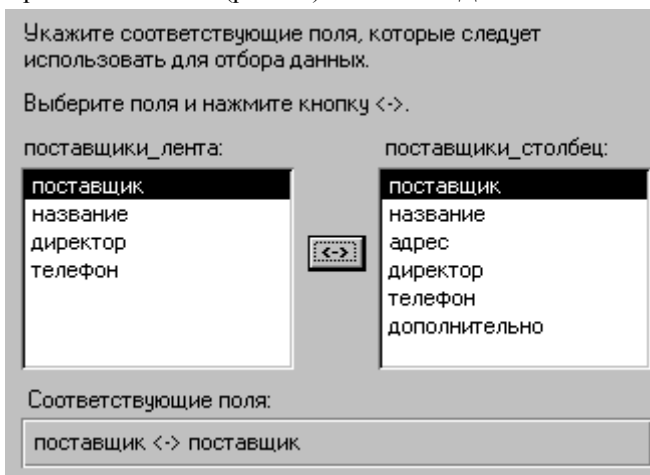 Укажите соответствующие поля, которые следует
использовать для отбора данных.
Выберите поля и нажмите кнопку <->.
поставщики_лента:
поставщик
название
директор
телефон
<->
поставщики_столбец:
поставщик
название
адрес
директор
телефон
дополнительно
Соответствующие поля:
поставщик <-> поставщик